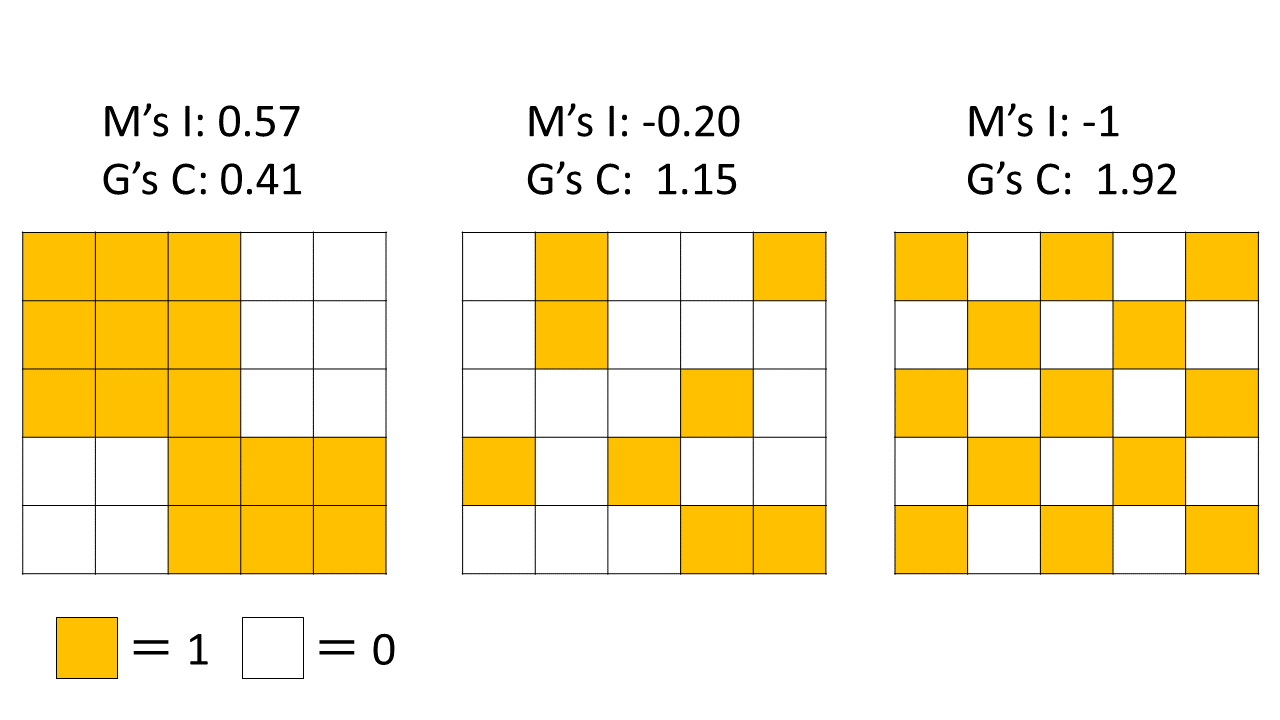 M’s I: 0.57
G’s C: 0.41
M’s I: -0.20
G’s C:  1.15
M’s I: -1
G’s C:  1.92
= 1 = 0